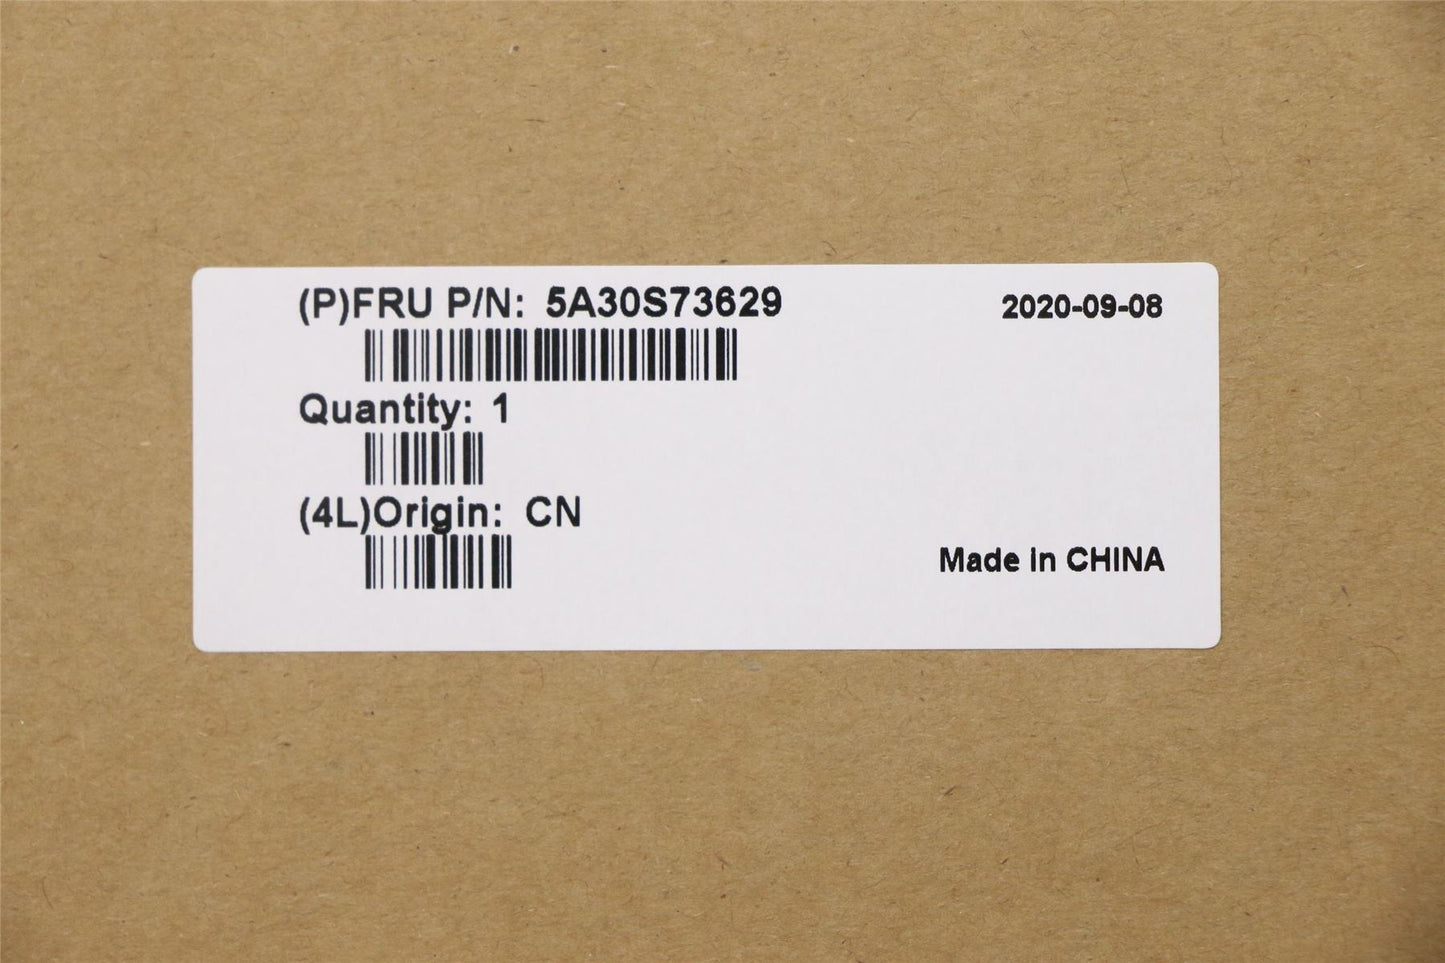 (P)FRU P/N: 5A30S73629
2020-09-08
Quantity: 1
(4L)Origin: CN
Made in CHINA